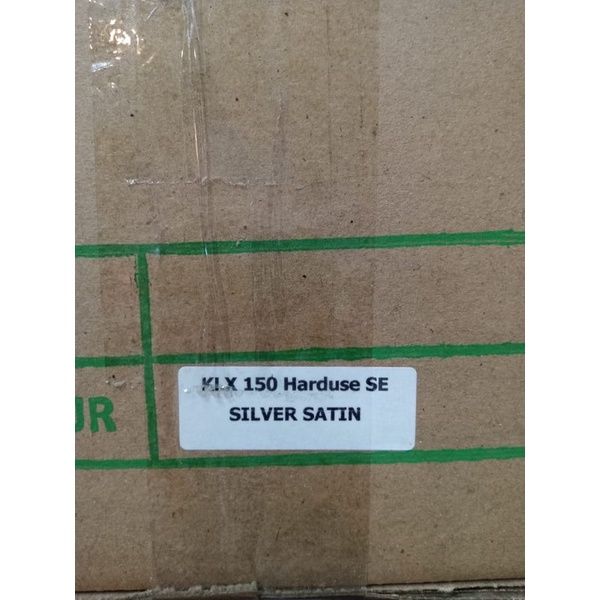 KLX 150 Harduse SE
SILVER SATIN
UR